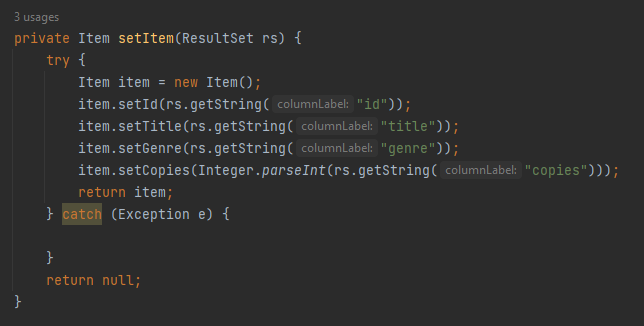 3 usages
private Item setItem(ResultSet rs) {
    try {
        Item item = new Item();
        item.setId(rs.getString( columnLabel: "id"));
        item.setTitle(rs.getString( columnLabel: "title"));
        item.setGenre(rs.getString( columnLabel: "genre"));
        item.setCopies(Integer.parseInt(rs.getString( columnLabel: "copies")));
        return item;
    } catch (Exception e) {
    }
    return null;
}